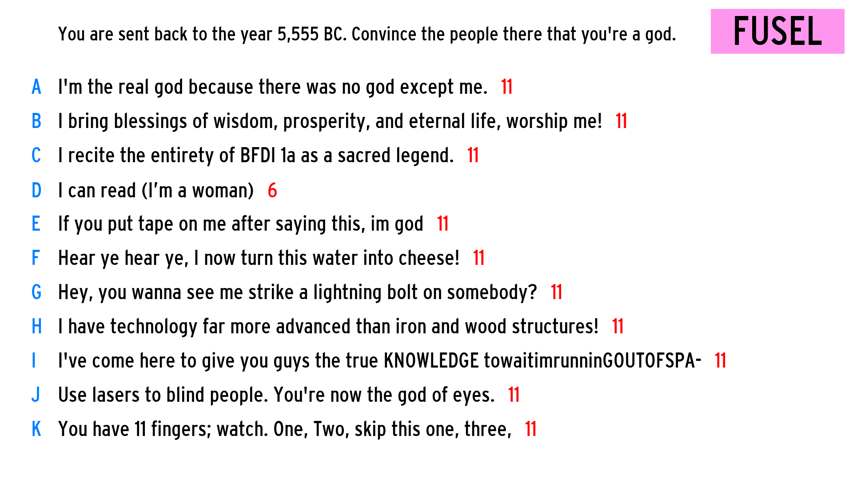 You are sent back to the year 5,555 BC. Convince the people there that you're a god.
FUSEL
A I'm the real god because there was no god except me. 11
B I bring blessings of wisdom, prosperity, and eternal life, worship me! 11
C I recite the entirety of BFDI 1a as a sacred legend. 11
D I can read (I'm a woman) 6
E If you put tape on me after saying this, im god 11
F Hear ye hear ye, I now turn this water into cheese! 11
G Hey, you wanna see me strike a lightning bolt on somebody? 11
H I have technology far more advanced than iron and wood structures! 11
I I've come here to give you guys the true KNOWLEDGE towaitimrunninGOUTOFSPA- 11
J Use lasers to blind people. You're now the god of eyes. 11
K You have 11 fingers; watch. One, Two, skip this one, three, 11